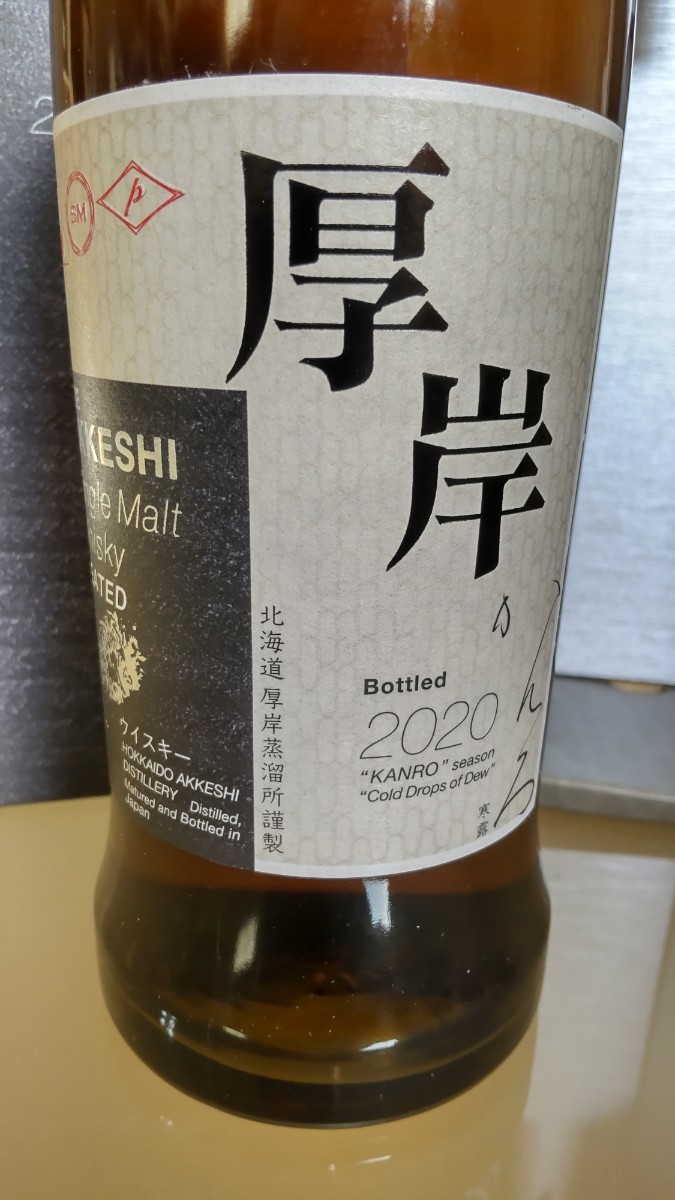 2
SM
P
厚岸
KESHI
gle Malt
sky
ATED
ウイスキー
HOKKAIDO AKKESHI
DISTILLERY Distilled,
Matured and Bottled in
Japan
北海道 厚岸蒸溜所謹製
Bottled
2020
"KANRO" season
"Cold Drops of Dew"
かんろ
寒露